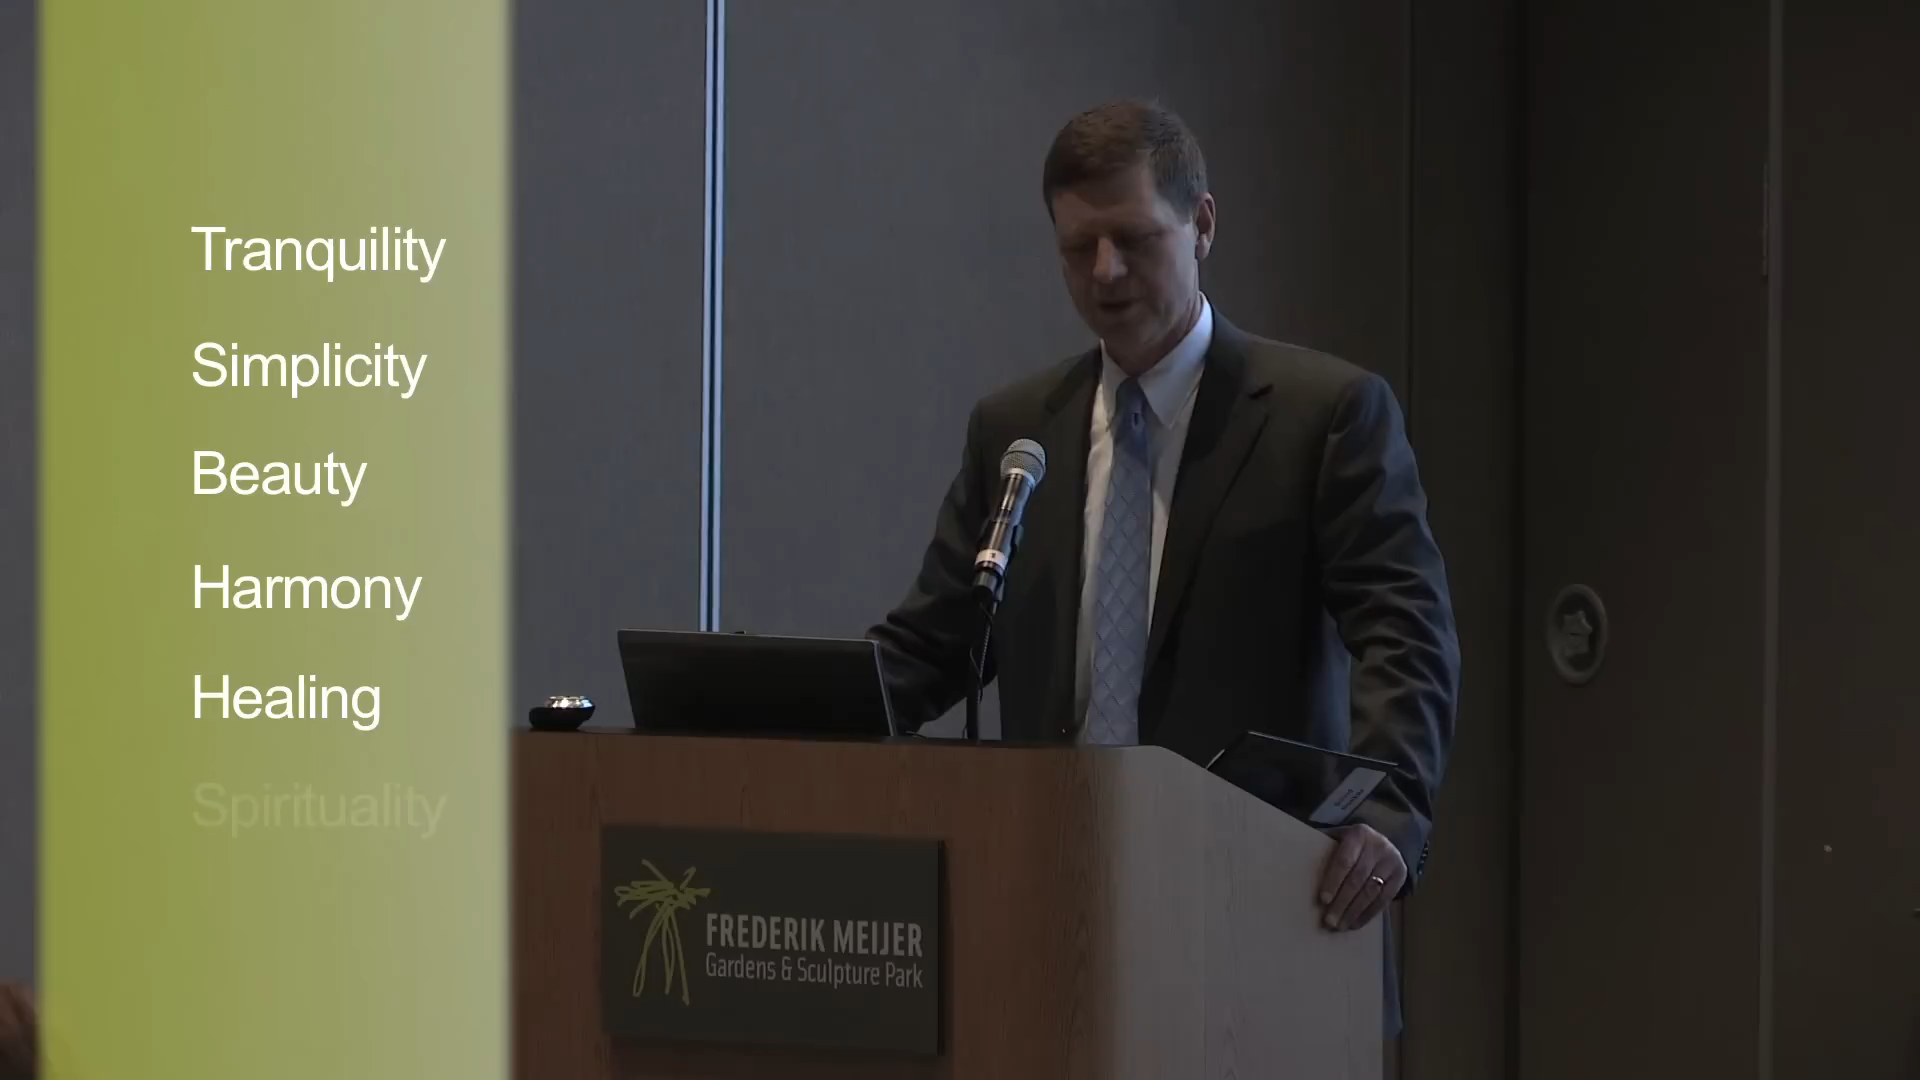 Tranquility
Simplicity
Beauty
Harmony
Healing
Spirituality
FREDERIK MEIJER
Gardens & Sculpture Park